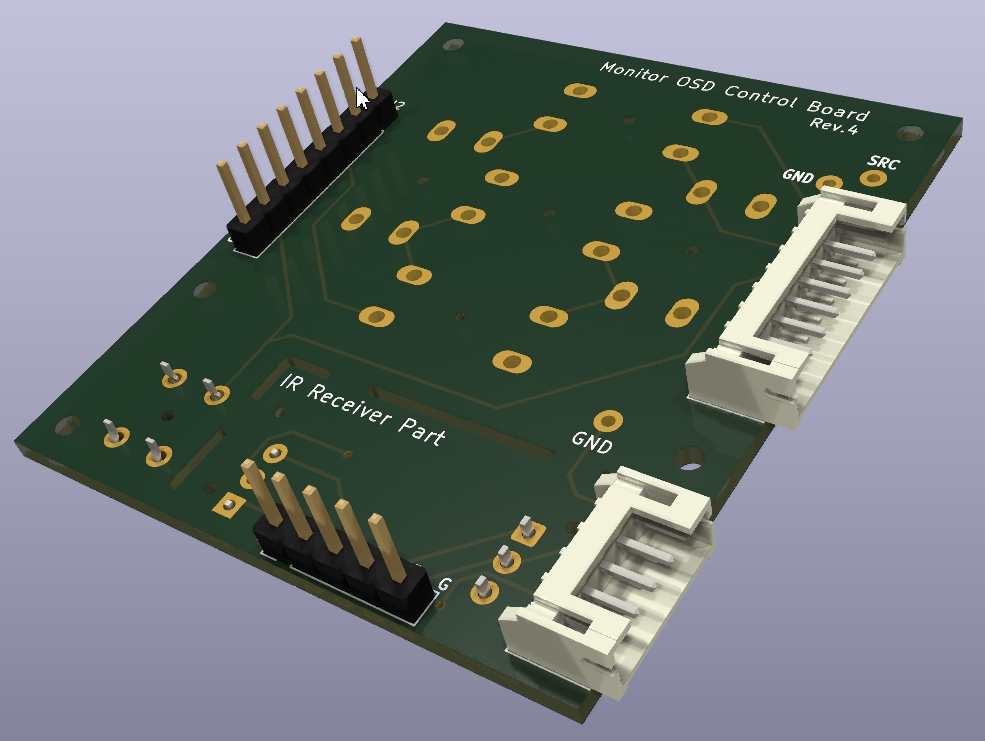 Monitor OSD Control Board
Rev.4
SRC
GND
IR Receiver Part
GND
G